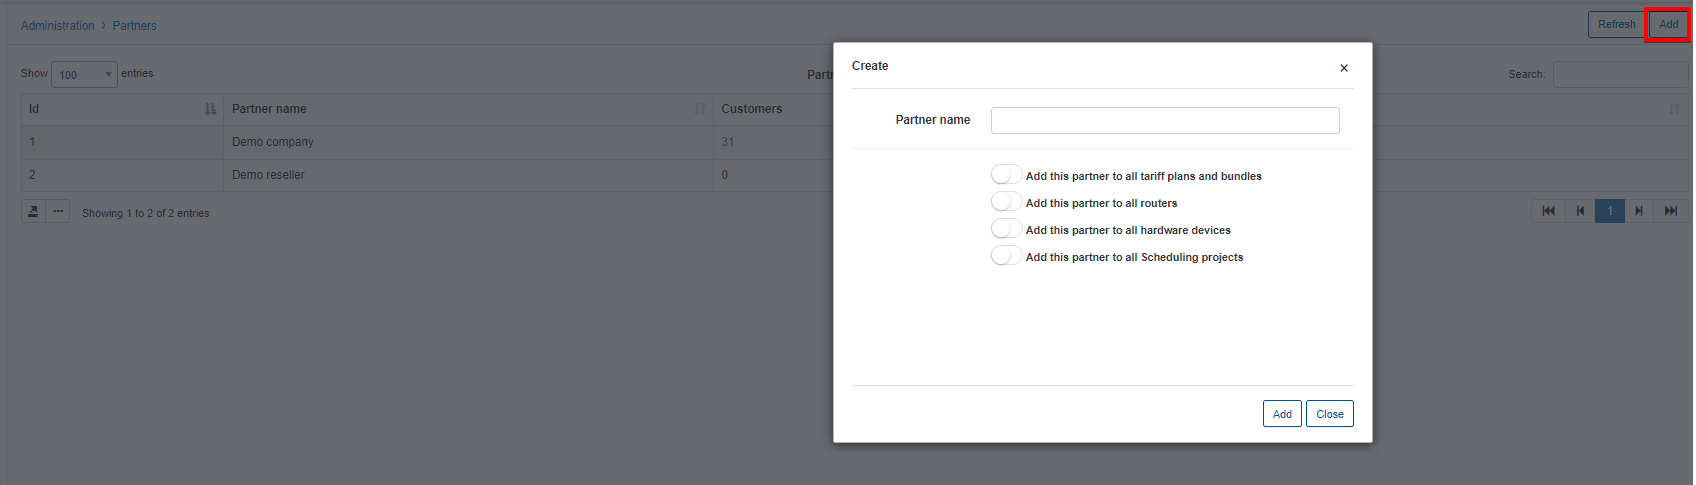 Administration > Partners
Refresh
Add
Show 100 entries
Partn
Search:
Id
Partner name
Customers
1
Demo company
31
2
Demo reseller
0
Showing 1 to 2 of 2 entries
1
Create
×
Partner name
Add this partner to all tariff plans and bundles
Add this partner to all routers
Add this partner to all hardware devices
Add this partner to all Scheduling projects
Add
Close